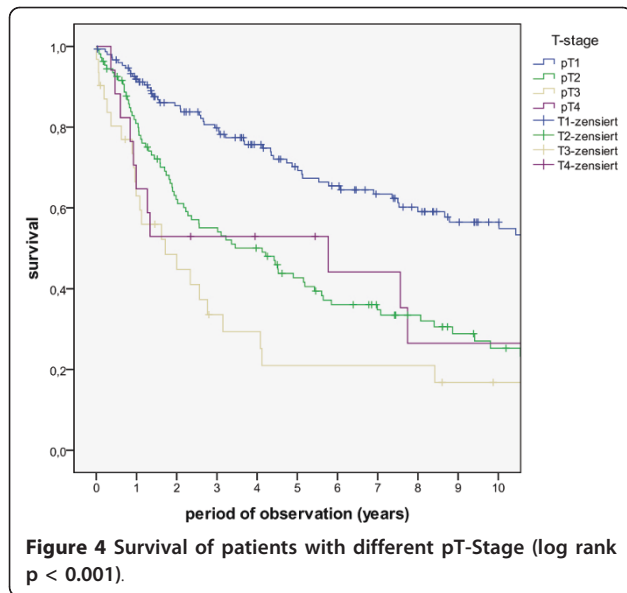 T-stage
pT1
pT2
pT3
pT4
T1-zensiert
T2-zensiert
T3-zensiert
T4-zensiert
survival
1,0
0,8
0,6
0,4
0,2
0,0
0 1 2 3 4 5 6 7 8 9 10
period of observation (years)
Figure 4 Survival of patients with different pT-Stage (log rank
p < 0.001).